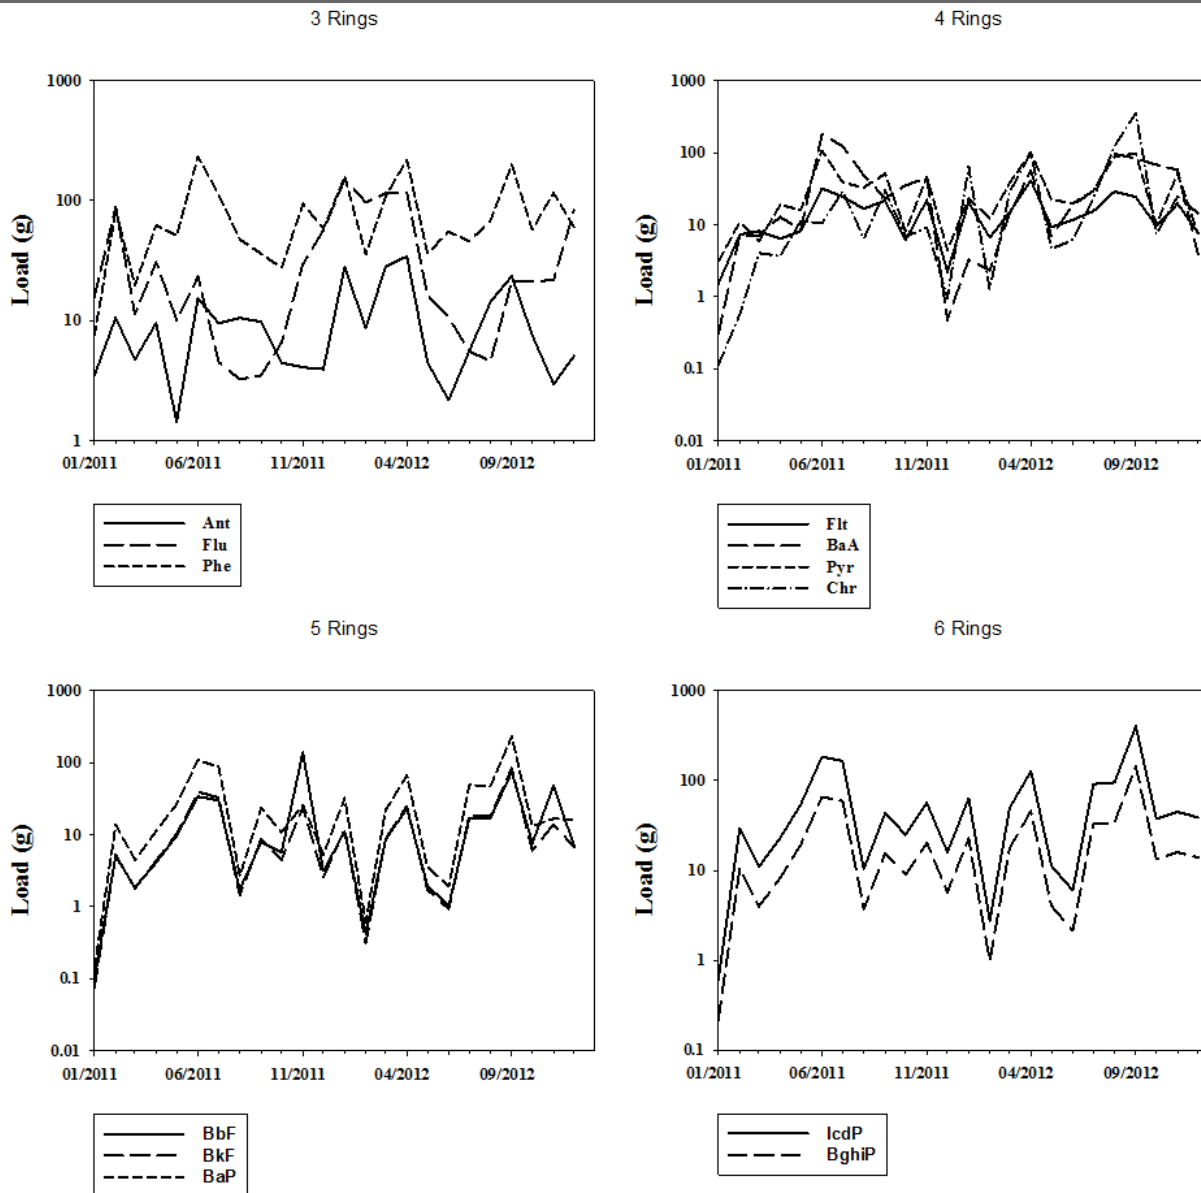 3 Rings
1000
100
10
1
Load (g)
01/2011 06/2011 11/2011 04/2012 09/2012
Ant
Flu
Phe
4 Rings
1000
100
10
1
0.1
0.01
Load (g)
01/2011 06/2011 11/2011 04/2012 09/2012
Flt
BaA
Pyr
Chr
5 Rings
1000
100
10
1
0.1
0.01
Load (g)
01/2011 06/2011 11/2011 04/2012 09/2012
BbF
BkF
BaP
6 Rings
1000
100
10
1
0.1
Load (g)
01/2011 06/2011 11/2011 04/2012 09/2012
IcdP
BghiP